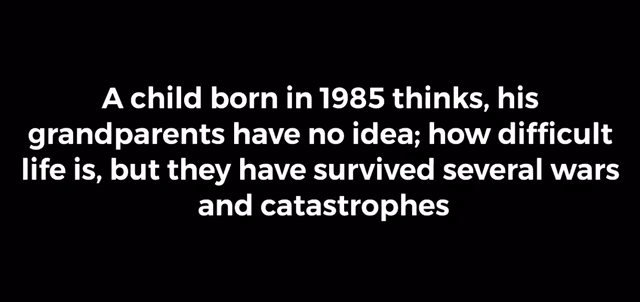 A child born in 1985 thinks, his
grandparents have no idea; how difficult
life is, but they have survived several wars
and catastrophes